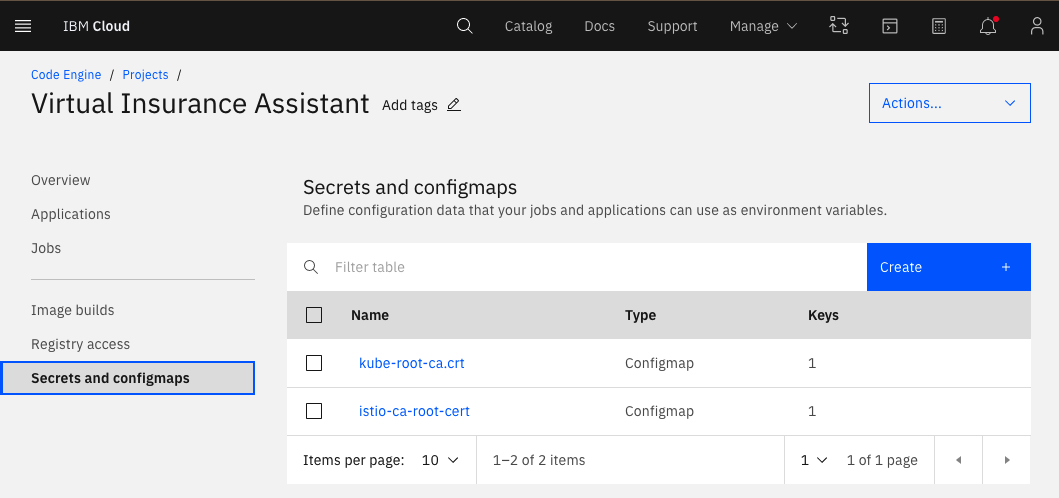 IBM Cloud Catalog Docs Support Manage
Code Engine / Projects /
Virtual Insurance Assistant Add tags
Actions...
Overview
Applications
Jobs
Image builds
Registry access
Secrets and configmaps
Secrets and configmaps
Define configuration data that your jobs and applications can use as environment variables.
Filter table
Create +
Name Type Keys
kube-root-ca.crt Configmap 1
istio-ca-root-cert Configmap 1
Items per page: 10 1–2 of 2 items 1 1 of 1 page